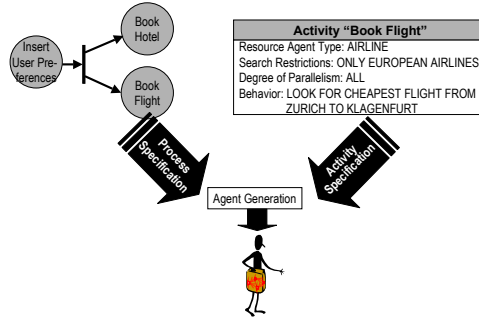 Insert
User Pre-
ferences
Book
Hotel
Book
Flight
Activity “Book Flight”
Resource Agent Type: AIRLINE
Search Restrictions: ONLY EUROPEAN AIRLINES
Degree of Parallelism: ALL
Behavior: LOOK FOR CHEAPEST FLIGHT FROM
ZURICH TO KLAGENFURT
Process
Specification
Activity
Specification
Agent Generation